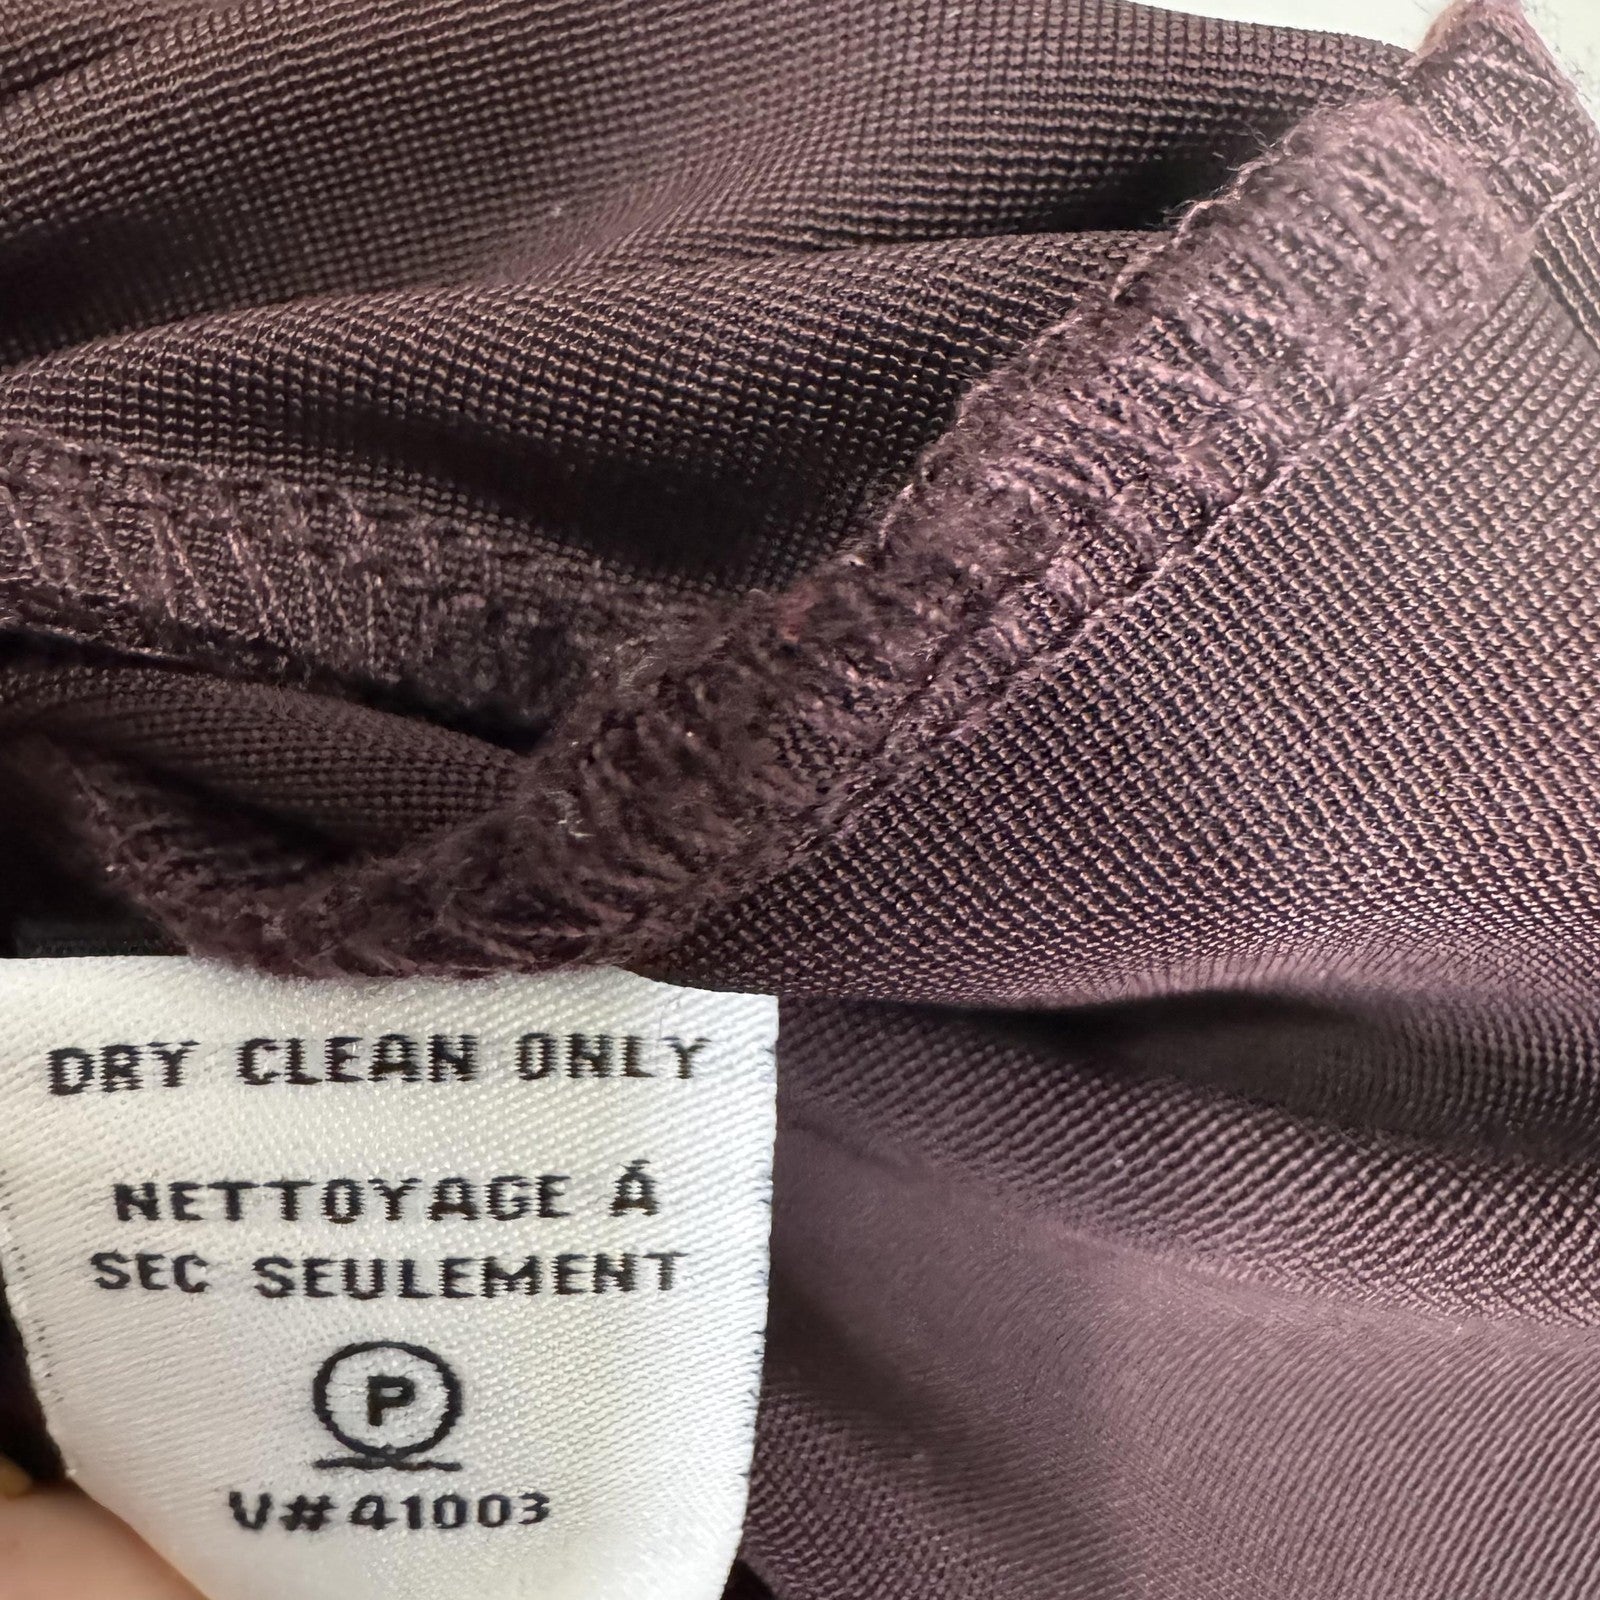 DRY CLEAN ONLY
NETTOYAGE Á
SEC SEULEMENT
P
V#41003